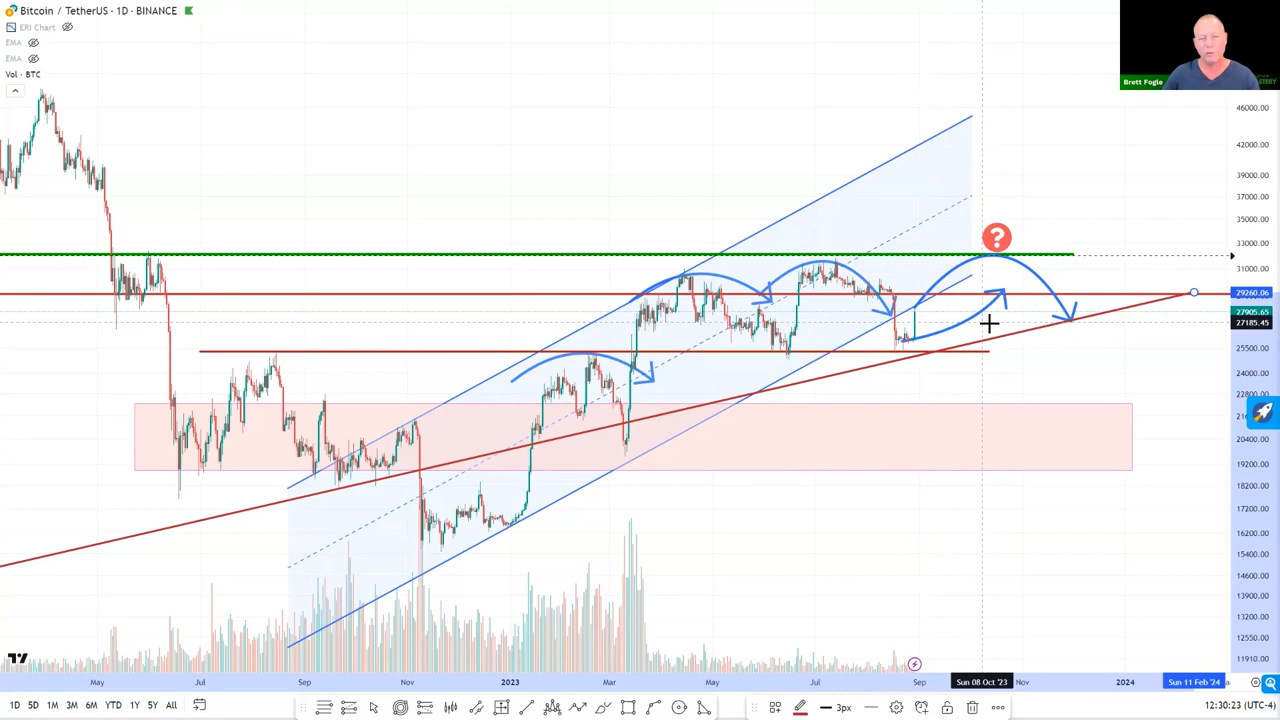 Bitcoin / TetherUS · 1D · BINANCE
ERI Chart
EMA
EMA
Vol · BTC
Brett Fogle
46000.00
42000.00
39000.00
37000.00
35000.00
33000.00
?
31000.00
29260.06
27905.65
27185.45
25500.00
24000.00
22800.00
20400.00
19200.00
18200.00
17200.00
16200.00
15400.00
14600.00
13900.00
13200.00
12550.00
11910.00
May
Jul
Sep
Nov
2023
Mar
May
Jul
Sep
Sun 08 Oct '23
Nov
2024
Sun 11 Feb '24
1D
5D
1M
3M
6M
YTD
1Y
5Y
All
3px
12:30:23 (UTC-4)